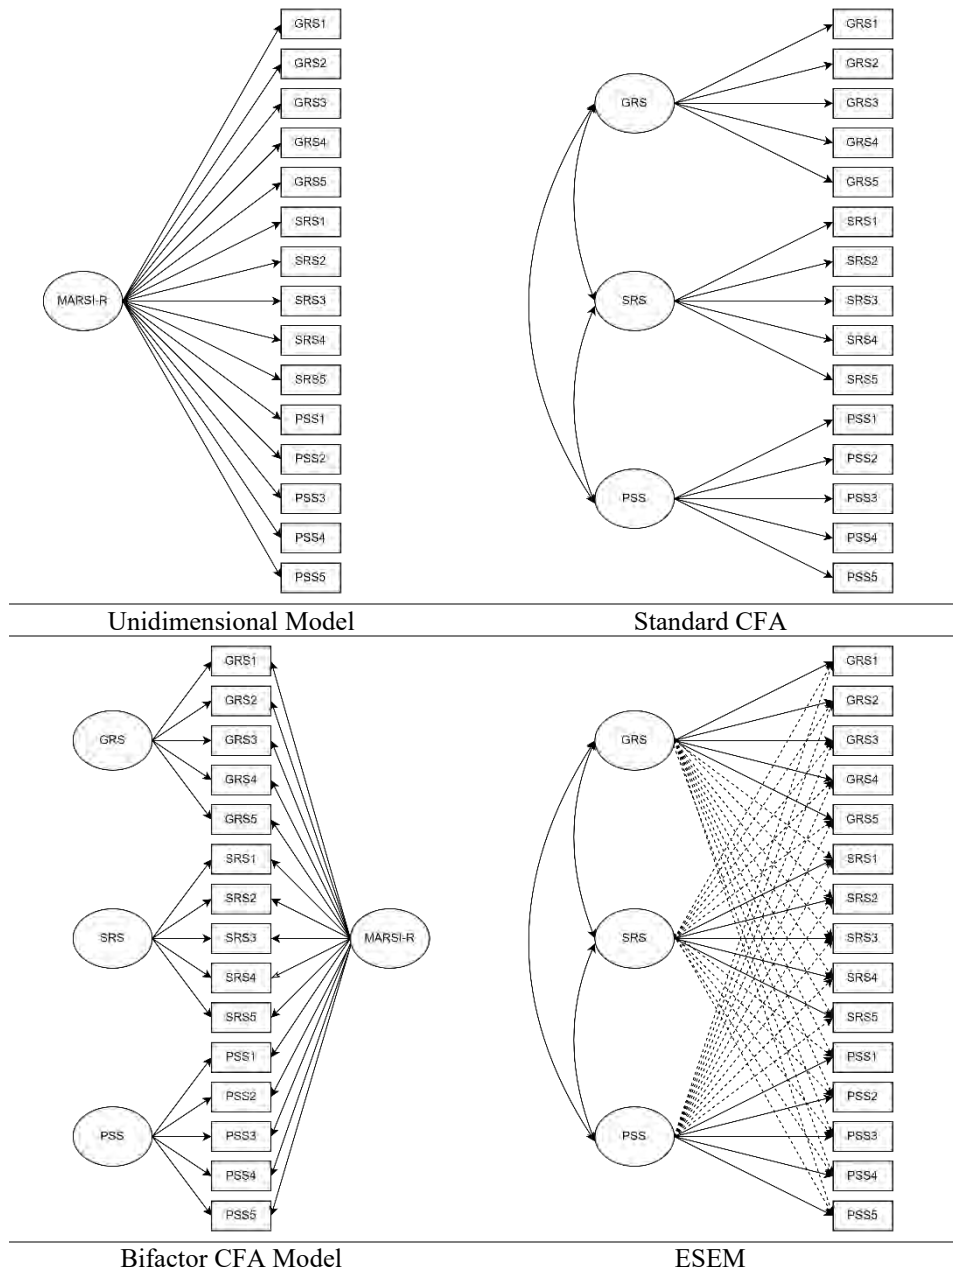 GRS1
GRS2
GRS3
GRS4
GRS5
SRS1
SRS2
MARSI-R
SRS3
SRS4
SRS5
PSS1
PSS2
PSS3
PSS4
PSS5
Unidimensional Model
GRS1
GRS2
GRS
GRS3
GRS4
GRS5
SRS1
SRS2
SRS
SRS3
SRS4
SRS5
PSS1
PSS2
PSS
PSS3
PSS4
PSS5
Standard CFA
GRS1
GRS2
GRS
GRS3
GRS4
GRS5
SRS1
SRS2
SRS
SRS3
MARSI-R
SRS4
SRS5
PSS1
PSS2
PSS
PSS3
PSS4
PSS5
Bifactor CFA Model
GRS1
GRS2
GRS
GRS3
GRS4
GRS5
SRS1
SRS2
SRS
SRS3
SRS4
SRS5
PSS1
PSS2
PSS
PSS3
PSS4
PSS5
ESEM